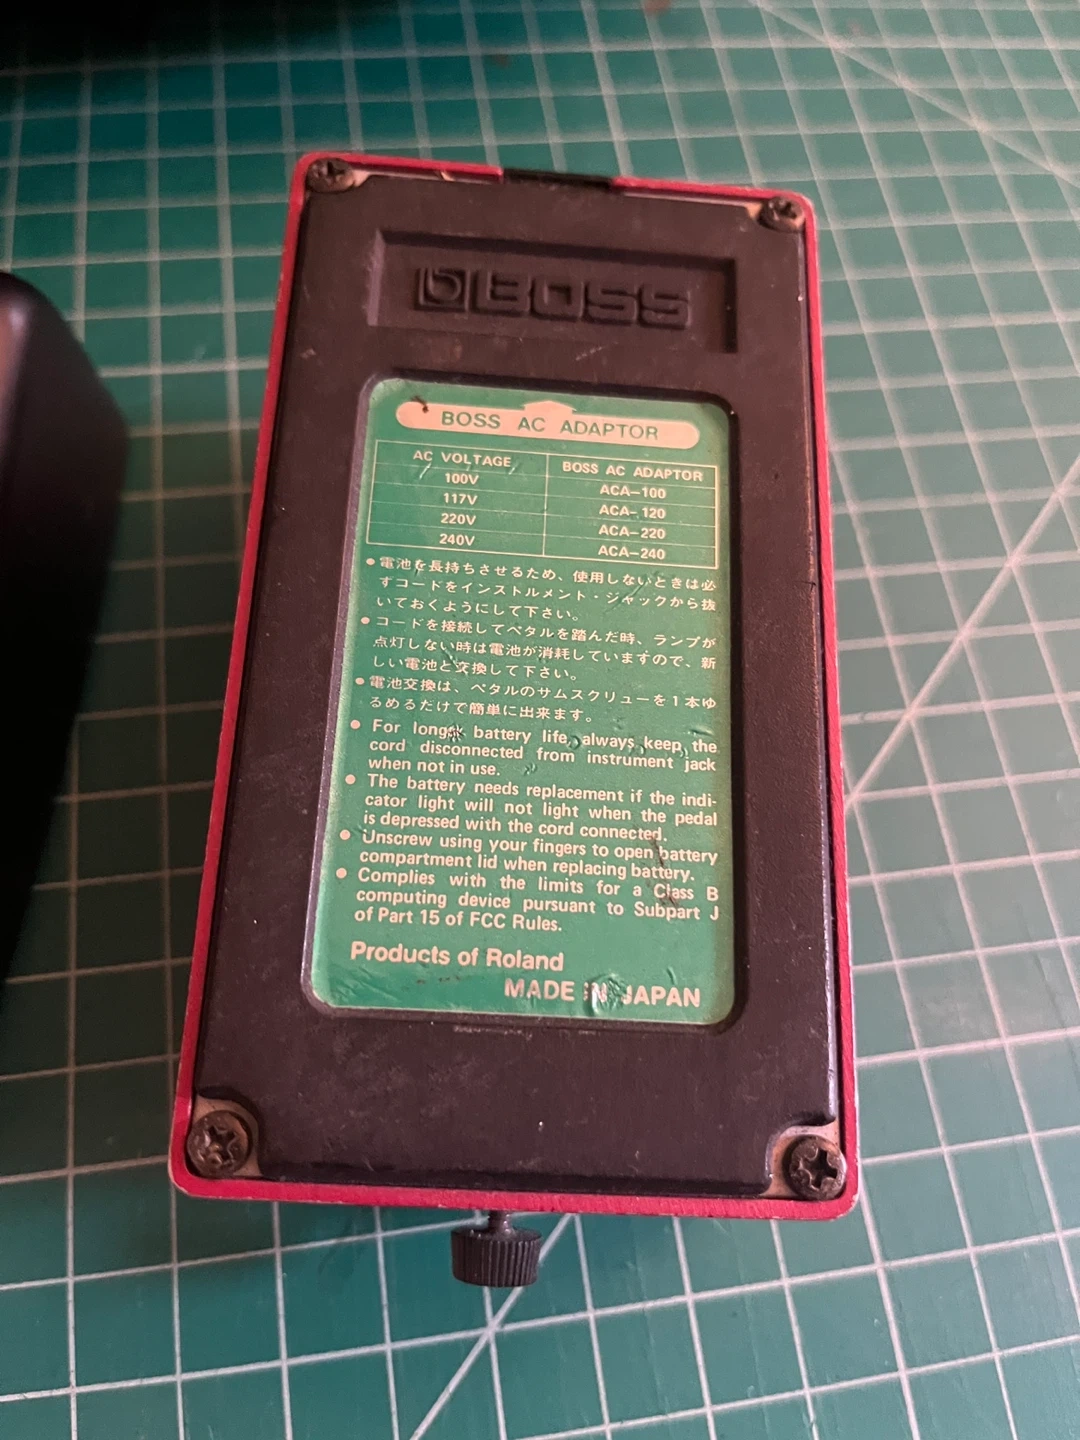 BOSS
BOSS AC ADAPTOR
AC VOLTAGE BOSS AC ADAPTOR
100V ACA-100
117V ACA-120
220V ACA-220
240V ACA-240
●電池を長持ちさせるため、使用しないときは必
ずコードをインストルメント・ジャックから抜
いておくようにして下さい。
●コードを接続してペタルを踏んだ時、ランプが
点灯しない時は電池が消耗していますので、新
しい電池と交換して下さい。
●電池交換は、ペタルのサムスクリューを1本ゆ
るめるだけで簡単に出来ます。
● For longer battery life, always keep the
cord disconnected from instrument jack
when not in use.
● The battery needs replacement if the indi-
cator light will not light when the pedal
is depressed with the cord connected.
● Unscrew using your fingers to open battery
compartment lid when replacing battery.
● Complies with the limits for a Class B
computing device pursuant to Subpart J
of Part 15 of FCC Rules.
Products of Roland
MADE IN JAPAN